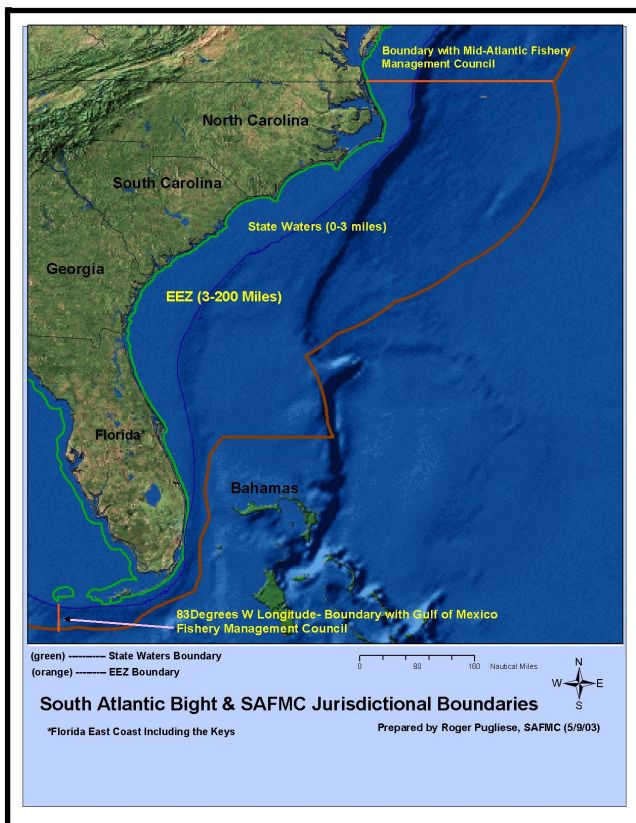 Boundary with Mid-Atlantic Fishery
Management Council
North Carolina
South Carolina
State Waters (0-3 miles)
Georgia
EEZ (3-200 Miles)
Florida*
Bahamas
83Degrees W Longitude- Boundary with Gulf of Mexico
Fishery Management Council
(green) ----------- State Waters Boundary
(orange) --------- EEZ Boundary
0 80 160 Nautical Miles
N
W E
S
South Atlantic Bight & SAFMC Jurisdictional Boundaries
*Florida East Coast Including the Keys
Prepared by Roger Pugliese, SAFMC (5/9/03)